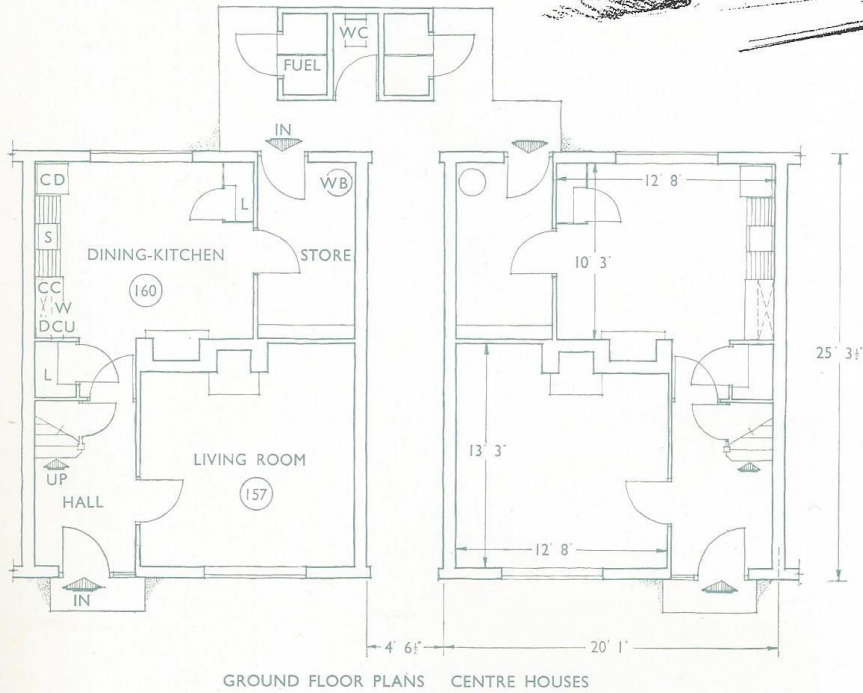 WC
FUEL
IN
CD
WB
L
12' 8"
S
DINING-KITCHEN
STORE
10' 3"
160
CC
W
DCU
L
25' 3½"
LIVING ROOM
13' 3"
157
UP
HALL
12' 8"
IN
4' 6½"
20' 1"
GROUND FLOOR PLANS CENTRE HOUSES